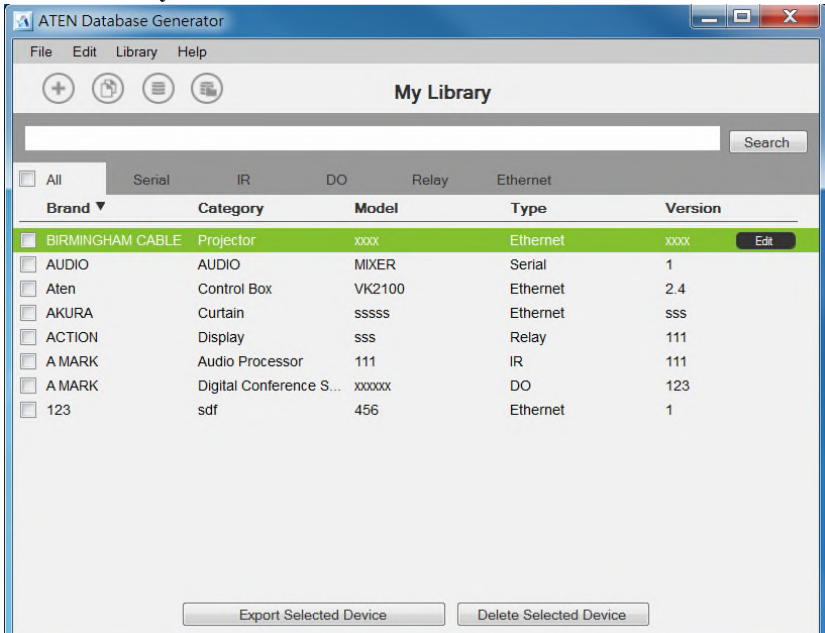 ATEN Database Generator
File Edit Library Help
My Library
Search
All Serial IR DO Relay Ethernet
Brand ▼ Category Model Type Version
BIRMINGHAM CABLE Projector xxxx Ethernet xxxx Edit
AUDIO AUDIO MIXER Serial 1
Aten Control Box VK2100 Ethernet 2.4
AKURA Curtain sssss Ethernet sss
ACTION Display sss Relay 111
A MARK Audio Processor 111 IR 111
A MARK Digital Conference S... xxxxxx DO 123
123 sdf 456 Ethernet 1
Export Selected Device Delete Selected Device